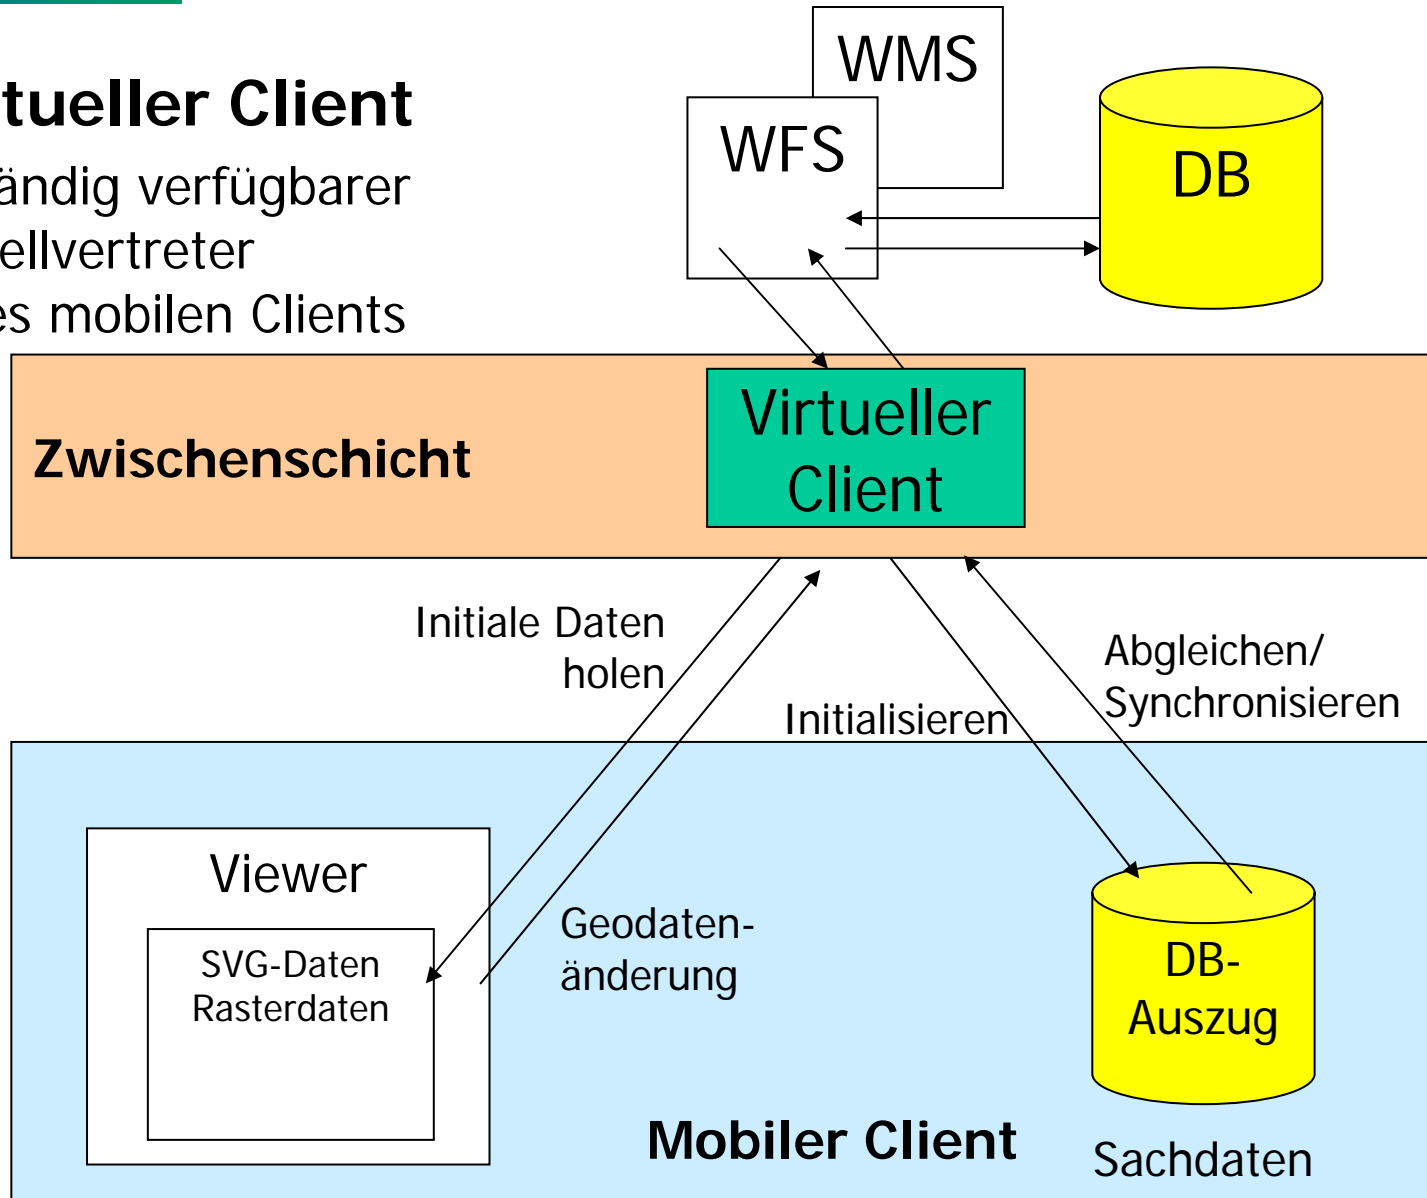 tueller Client
ändig verfügbarer
ellvertreter
es mobilen Clients
WMS
WFS
DB
Zwischenschicht
Virtueller
Client
Initiale Daten
holen
Initialisieren
Abgleichen/
Synchronisieren
Viewer
SVG-Daten
Rasterdaten
Geodaten-
änderung
DB-
Auszug
Mobiler Client
Sachdaten